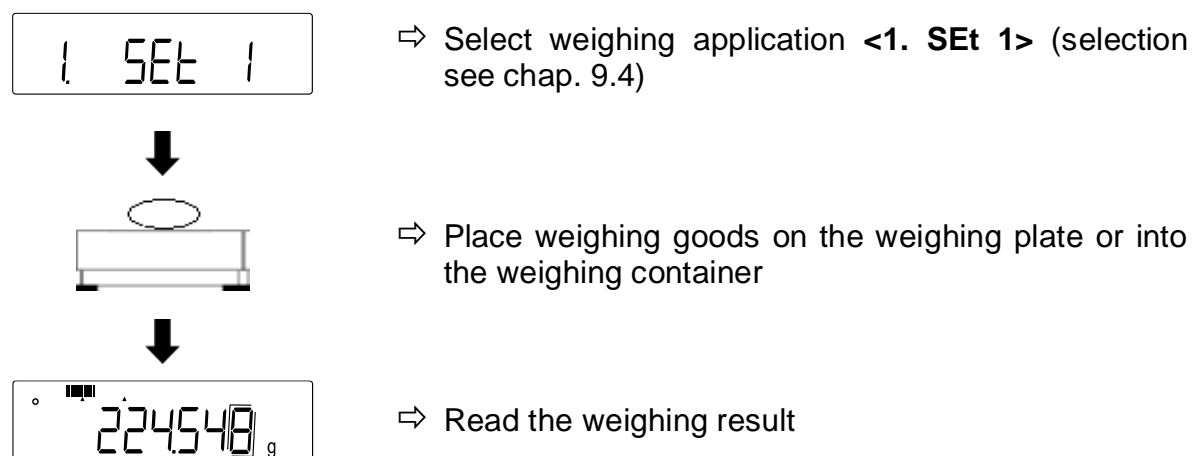 1. SEt 1
⇨ Select weighing application <1. SEt 1> (selection
see chap. 9.4)
⇨ Place weighing goods on the weighing plate or into
the weighing container
224.548 g
⇨ Read the weighing result